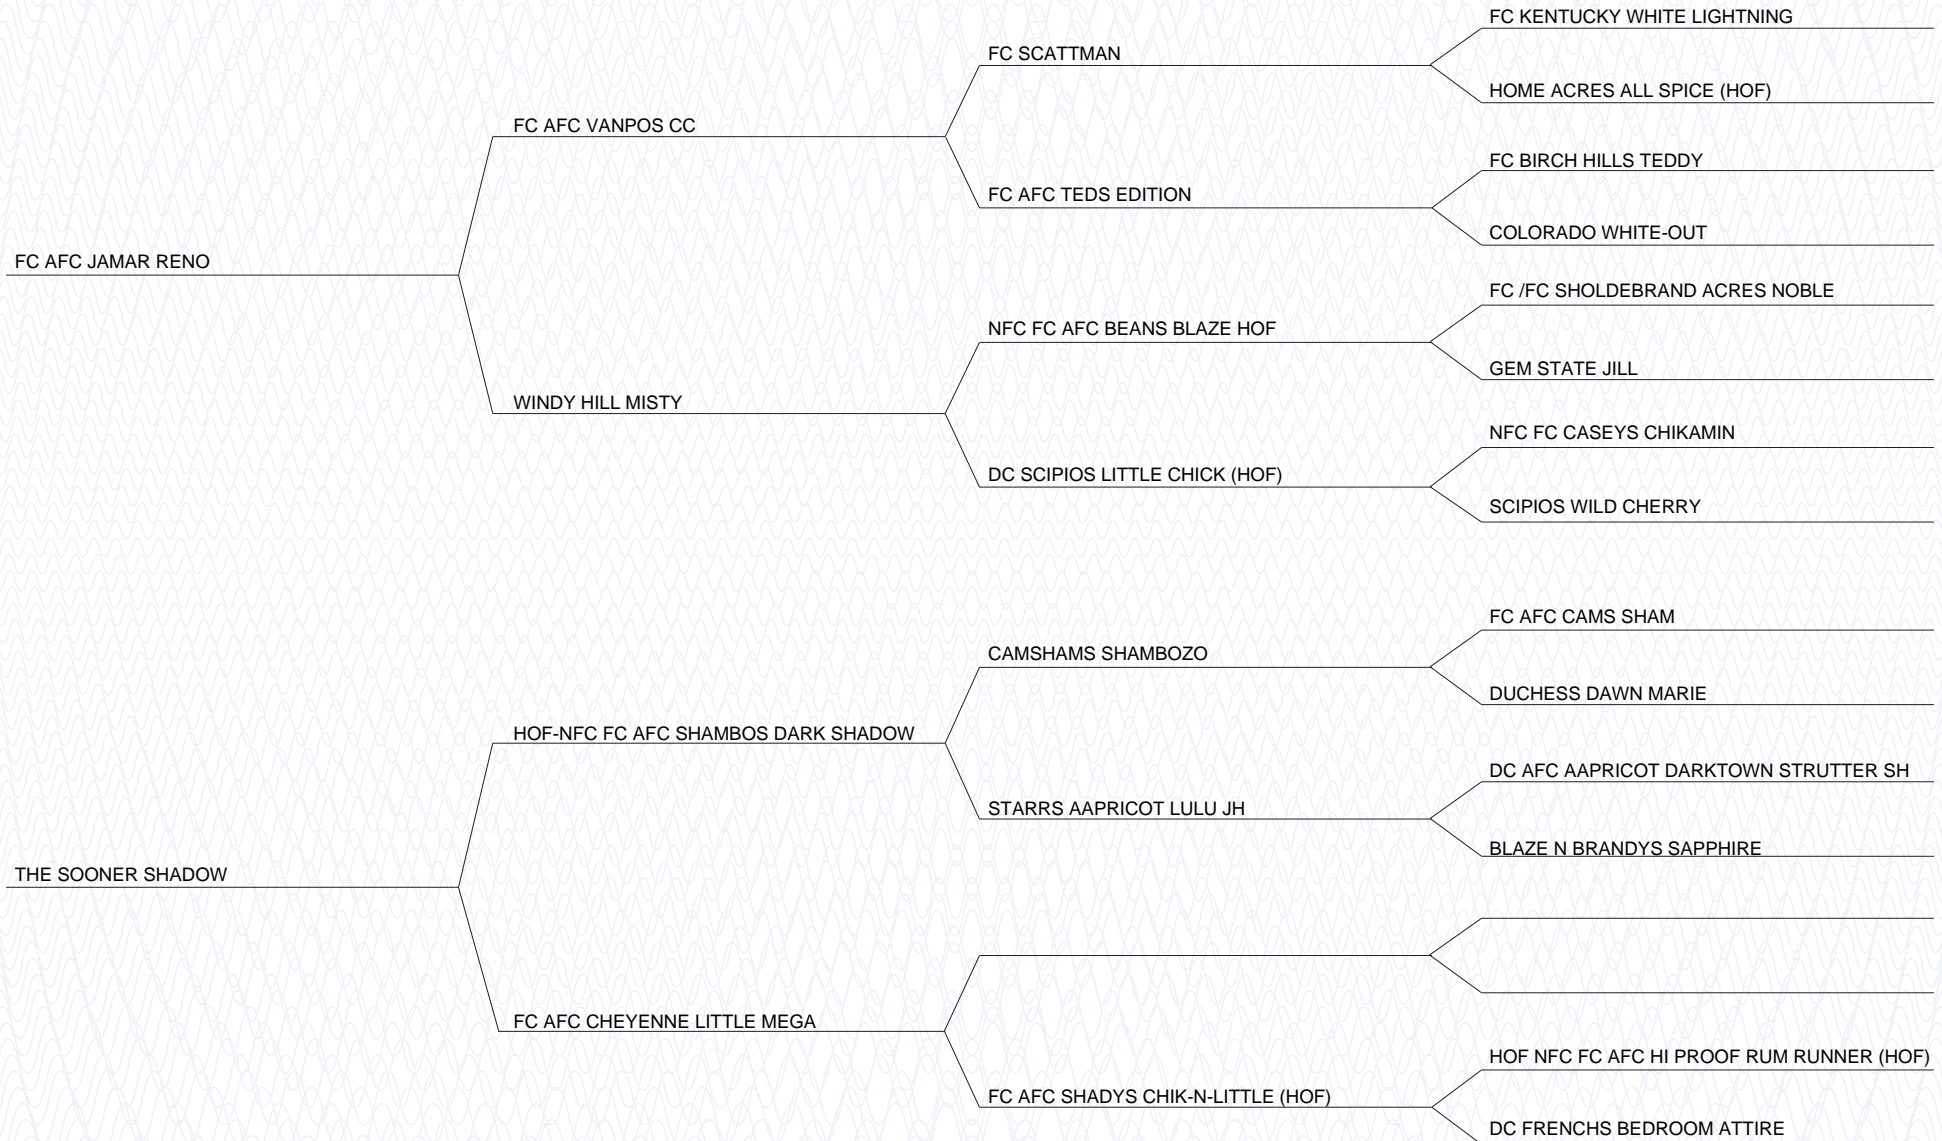 FC KENTUCKY WHITE LIGHTNING
FC SCATTMAN
HOME ACRES ALL SPICE (HOF)
FC AFC VANPOS CC
FC BIRCH HILLS TEDDY
FC AFC TEDS EDITION
COLORADO WHITE-OUT
FC AFC JAMAR RENO
FC /FC SHOLDEBRAND ACRES NOBLE
NFC FC AFC BEANS BLAZE HOF
GEM STATE JILL
WINDY HILL MISTY
NFC FC CASEYS CHIKAMIN
DC SCIPIOS LITTLE CHICK (HOF)
SCIPIOS WILD CHERRY
FC AFC CAMS SHAM
CAMSHAMS SHAMBOZO
DUCHESS DAWN MARIE
HOF-NFC FC AFC SHAMBOS DARK SHADOW
DC AFC AAPRICOT DARKTOWN STRUTTER SH
STARRS AAPRICOT LULU JH
BLAZE N BRANDYS SAPPHIRE
THE SOONER SHADOW
FC AFC CHEYENNE LITTLE MEGA
HOF NFC FC AFC HI PROOF RUM RUNNER (HOF)
FC AFC SHADYS CHIK-N-LITTLE (HOF)
DC FRENCHS BEDROOM ATTIRE